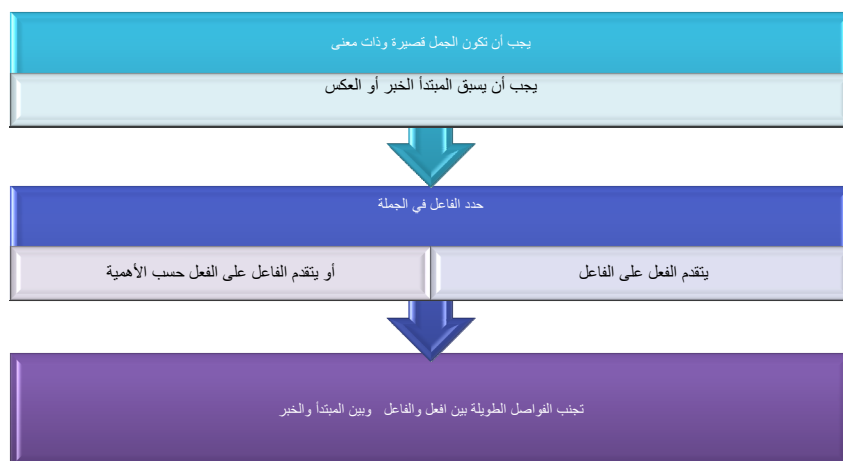 يجب أن تكون الجمل قصيرة وذات معنى
يجب أن يسبق المبتدأ الخبر أو العكس
حدد الفاعل في الجملة
يتقدم الفعل على الفاعل
أو يتقدم الفاعل على الفعل حسب الأهمية
تجنب الفواصل الطويلة بين افعل والفاعل وبين المبتدأ والخبر